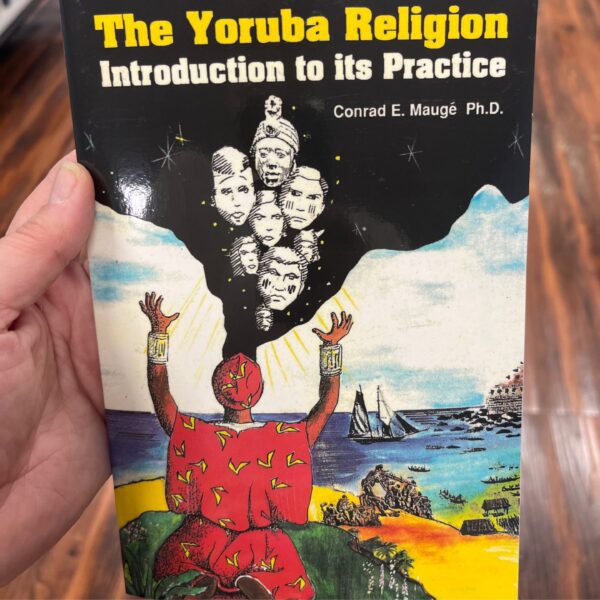 The Yoruba Religion
Introduction to its Practice
Conrad E. Maugé Ph.D.